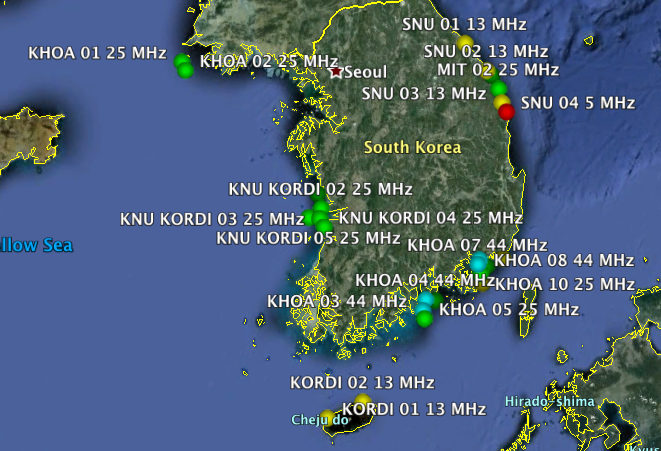 SNU 01 13 MHz
KHOA 01 25 MHz
SNU 02 13 MHz
KHOA 02 25 MHz
Seoul
MIT 02 25 MHz
SNU 03 13 MHz
SNU 04 5 MHz
South Korea
KNU KORDI 02 25 MHz
KNU KORDI 03 25 MHz
KNU KORDI 04 25 MHz
KNU KORDI 05 25 MHz
llow Sea
KHOA 07 44 MHz
KHOA 08 44 MHz
KHOA 04 44 MHz
KHOA 10 25 MHz
KHOA 03 44 MHz
KHOA 05 25 MHz
KORDI 02 13 MHz
Hirado-shima
KORDI 01 13 MHz
Cheju do
Kyus